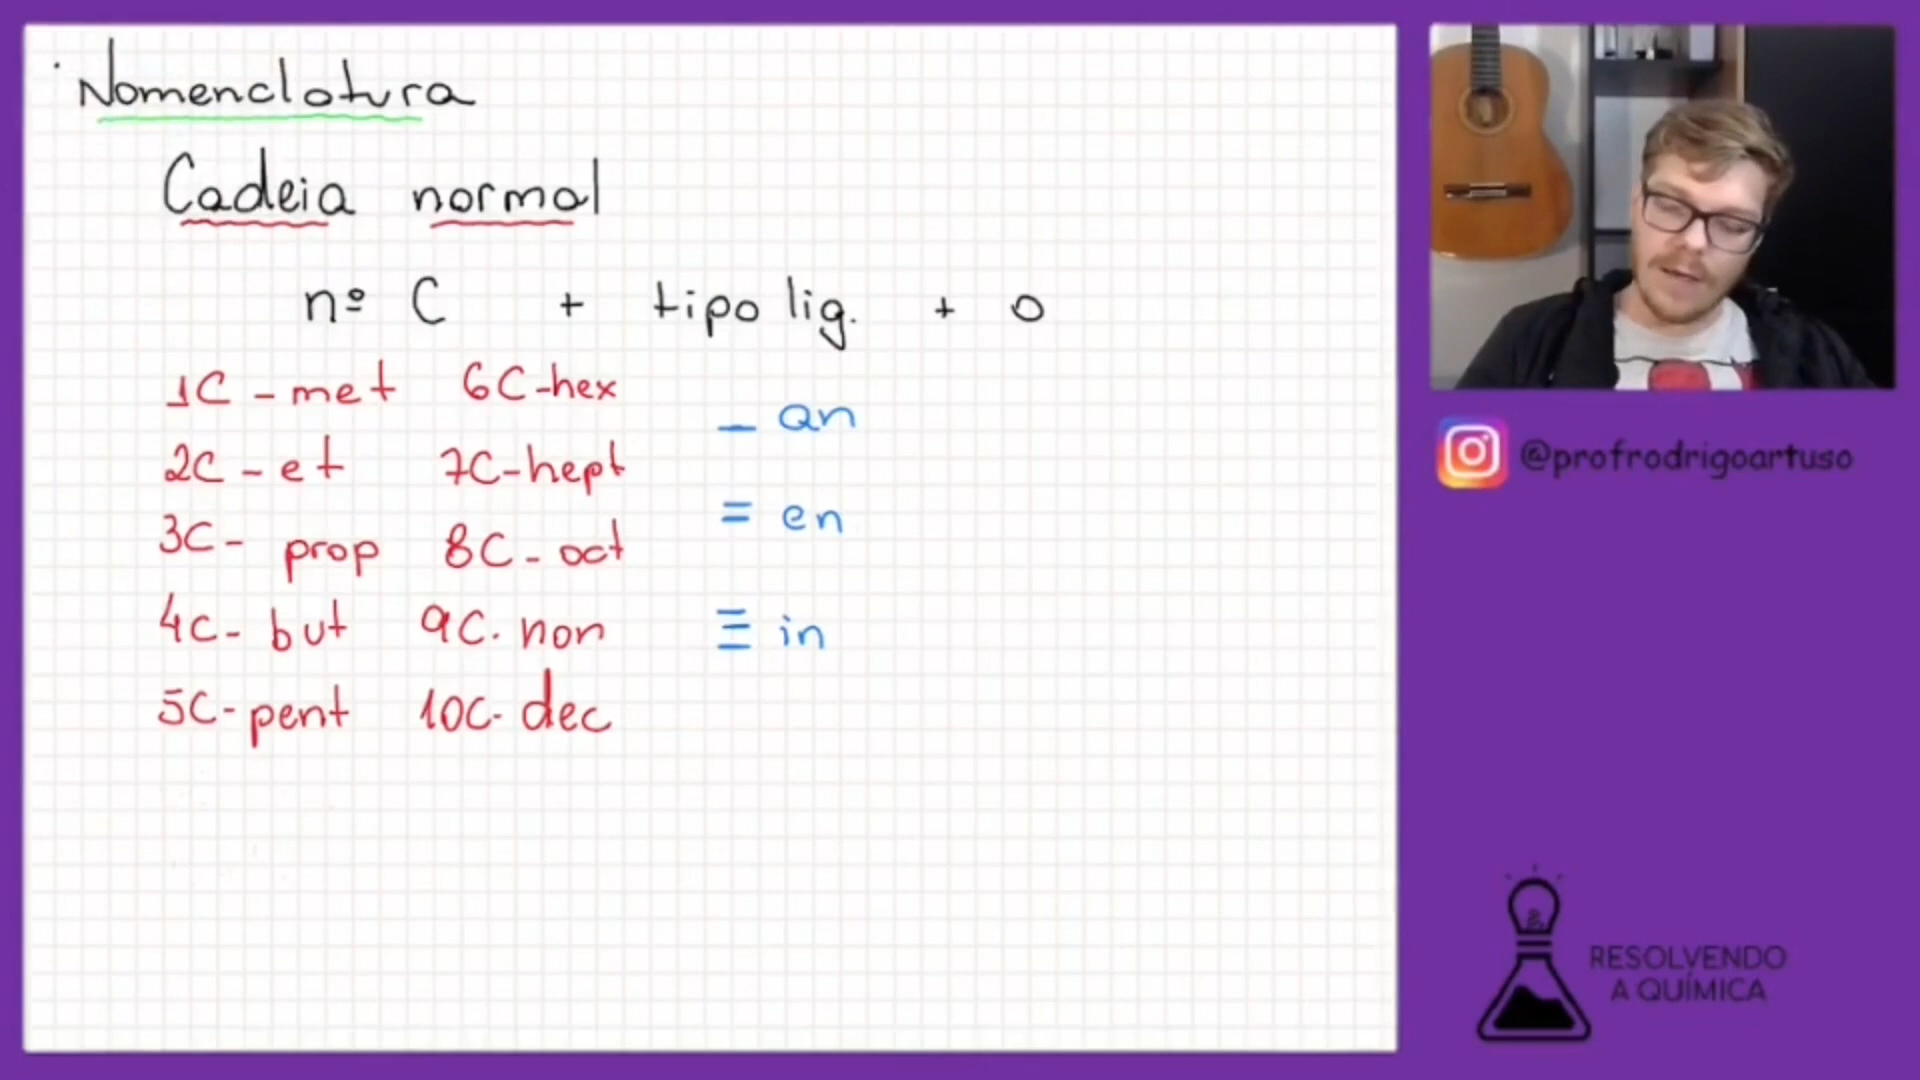 Nomenclatura
Cadeia normal
nº C + tipo lig. + o
1C - met 6C-hex
- an
2C - et 7C-hept
= en
3C- prop 8C- oct
4C- but 9C. non
≡ in
5C- pent 10C- dec
@profrodrigoartuso
RESOLVENDO
A QUÍMICA